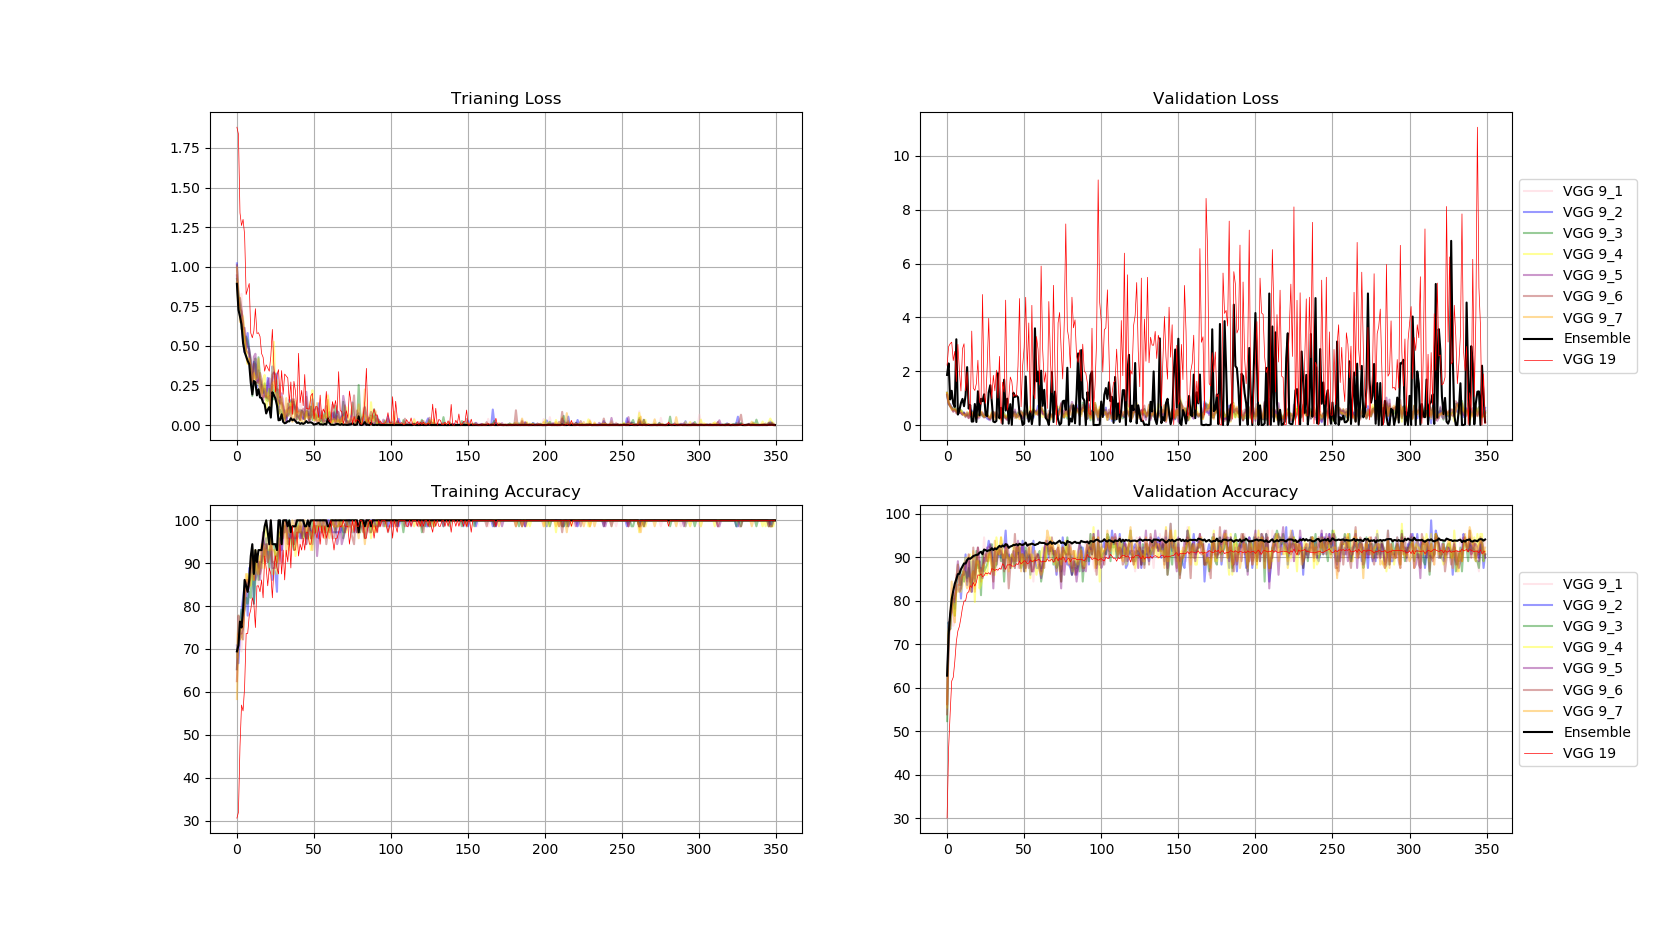 Trianing Loss
1.75
1.50
1.25
1.00
0.75
0.50
0.25
0.00
0 50 100 150 200 250 300 350
Validation Loss
10
8
6
4
2
0
0 50 100 150 200 250 300 350
VGG 9_1
VGG 9_2
VGG 9_3
VGG 9_4
VGG 9_5
VGG 9_6
VGG 9_7
Ensemble
VGG 19
Training Accuracy
100
90
80
70
60
50
40
30
0 50 100 150 200 250 300 350
Validation Accuracy
100
90
80
70
60
50
40
30
0 50 100 150 200 250 300 350
VGG 9_1
VGG 9_2
VGG 9_3
VGG 9_4
VGG 9_5
VGG 9_6
VGG 9_7
Ensemble
VGG 19